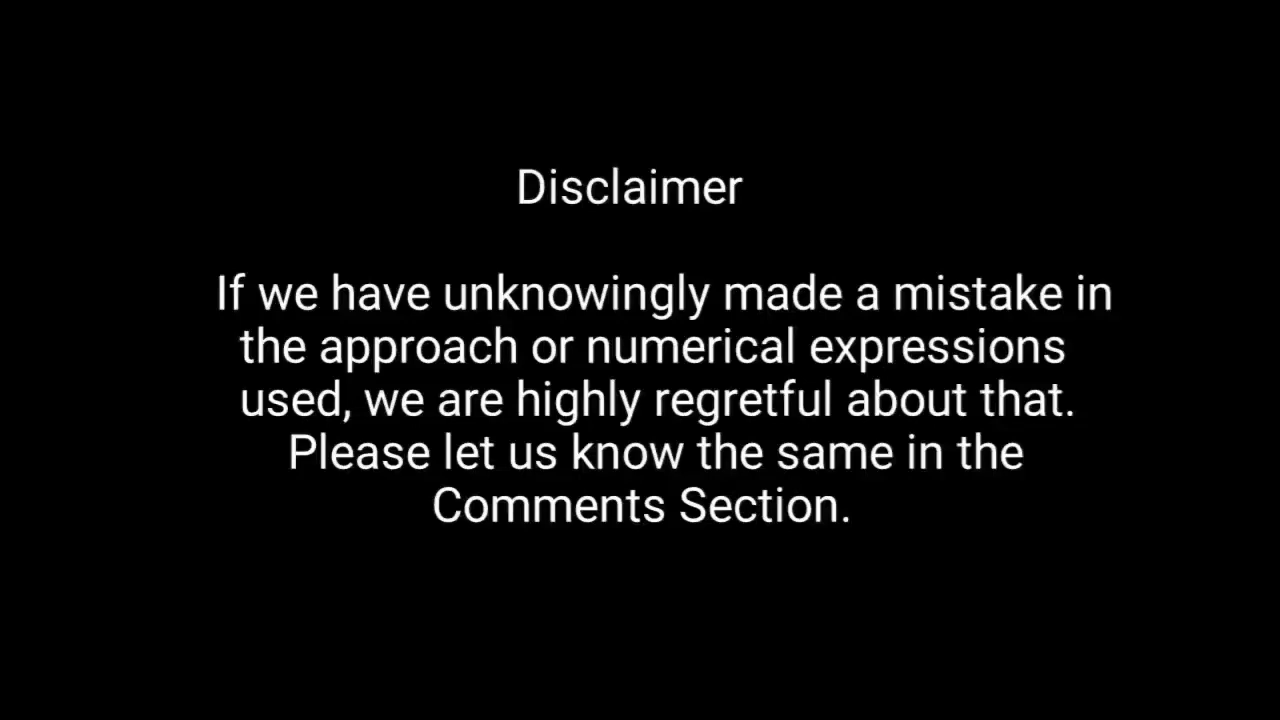 Disclaimer
If we have unknowingly made a mistake in
the approach or numerical expressions
used, we are highly regretful about that.
Please let us know the same in the
Comments Section.